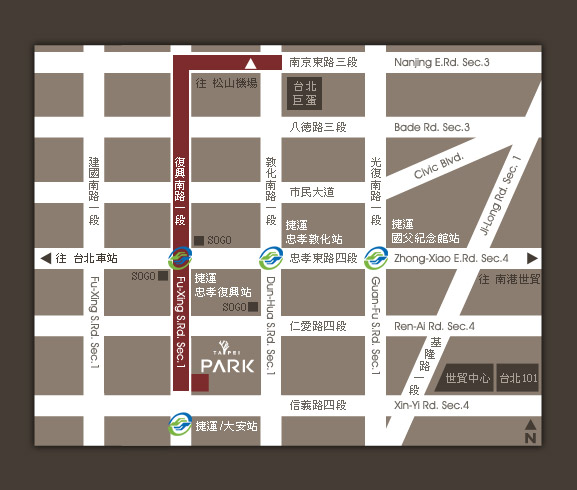 南京東路三段 Nanjing E.Rd. Sec.3
往 松山機場
台北
巨蛋
八德路三段 Bade Rd. Sec.3
建國南路一段
復興南路一段
敦化南路一段
光復南路一段
Civic Blvd.
Ji-Long Rd. Sec. 1
市民大道
捷運
忠孝敦化站
捷運
國父紀念館站
SOGO
往 台北車站
忠孝東路四段 Zhong-Xiao E.Rd. Sec.4
SOGO
捷運
忠孝復興站
往 南港世貿
Fu-Xing S.Rd. Sec.1
Fu-Xing S.Rd. Sec.1
Dun-Hua S.Rd. Sec.1
Guan-Fu S.Rd. Sec.1
SOGO
仁愛路四段 Ren-Ai Rd. Sec.4
基隆路一段
TAIPEI
PARK
世貿中心
台北101
信義路四段 Xin-Yi Rd. Sec.4
捷運/大安站
N